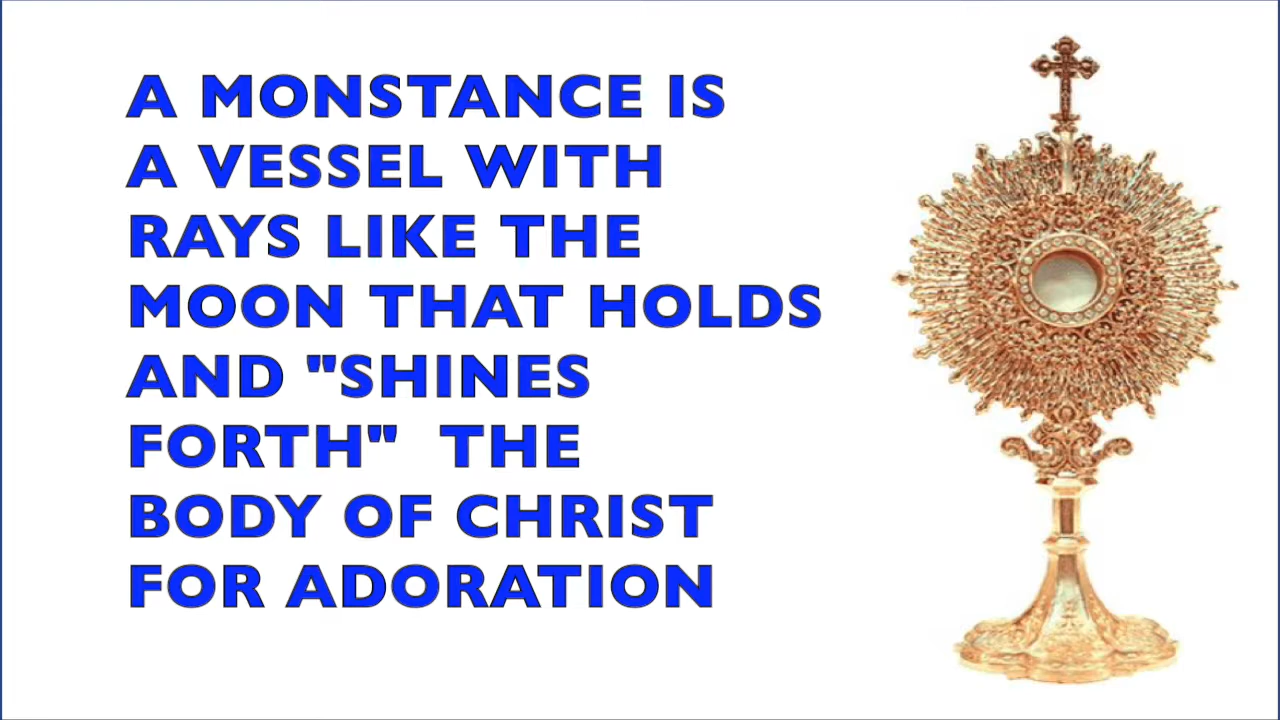 A MONSTANCE IS
A VESSEL WITH
RAYS LIKE THE
MOON THAT HOLDS
AND "SHINES
FORTH"  THE
BODY OF CHRIST
FOR ADORATION